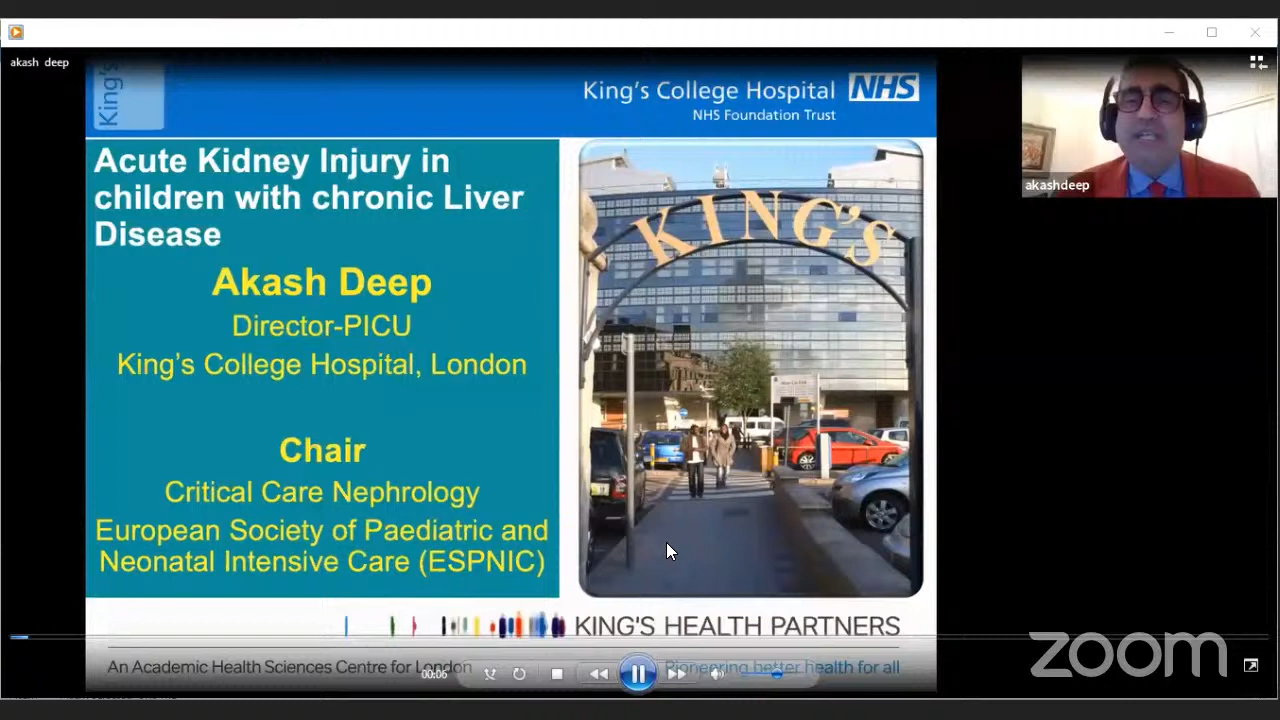 akash deep
King's
King's College Hospital NHS
NHS Foundation Trust
Acute Kidney Injury in
children with chronic Liver
Disease
Akash Deep
Director-PICU
King's College Hospital, London
Chair
Critical Care Nephrology
European Society of Paediatric and
Neonatal Intensive Care (ESPNIC)
KING'S
akashdeep
KING'S HEALTH PARTNERS
An Academic Health Sciences Centre for London
Pioneering better health for all
00:06
zoom